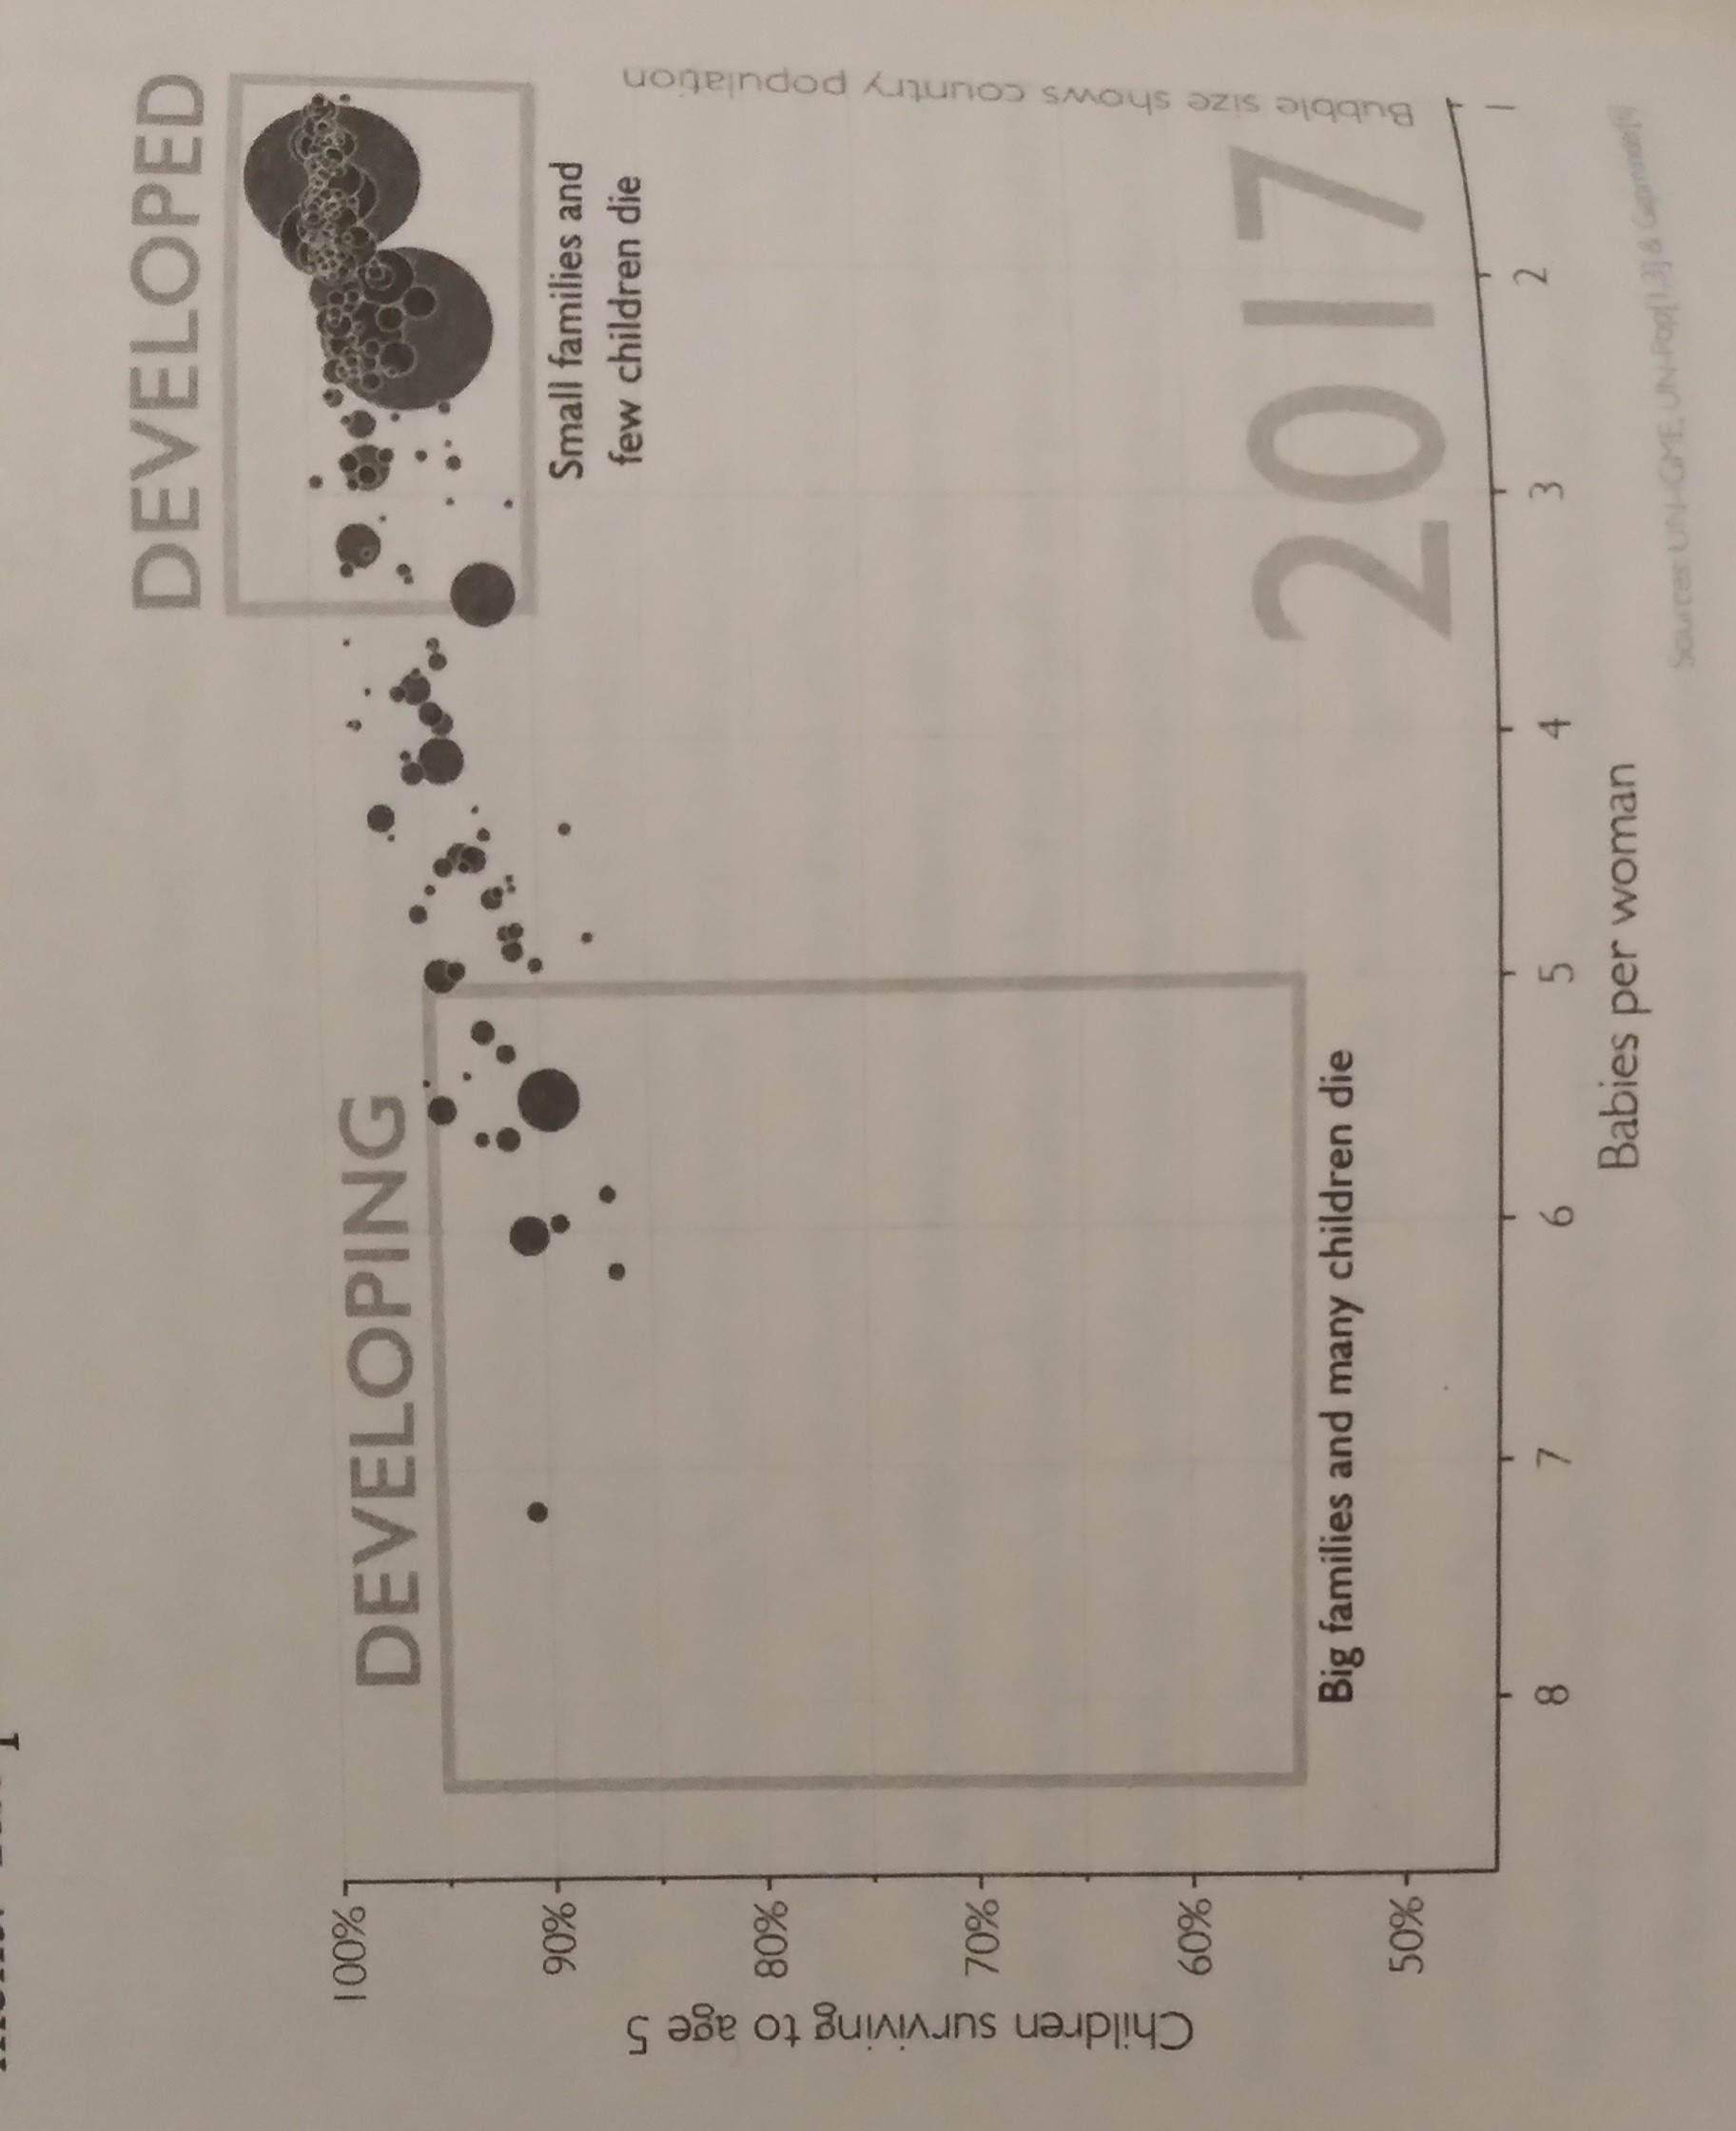 DEVELOPED
100%
DEVELOPING
90%
Small families and
few children die
Children surviving to age 5
80%
70%
60%
50%
Big families and many children die
2017
Bubble size shows country population
8 7 6 5 4 3 2 1
Babies per woman
Sources: UN-IGME, UN-Pop[1,3] & Gapminder[4]